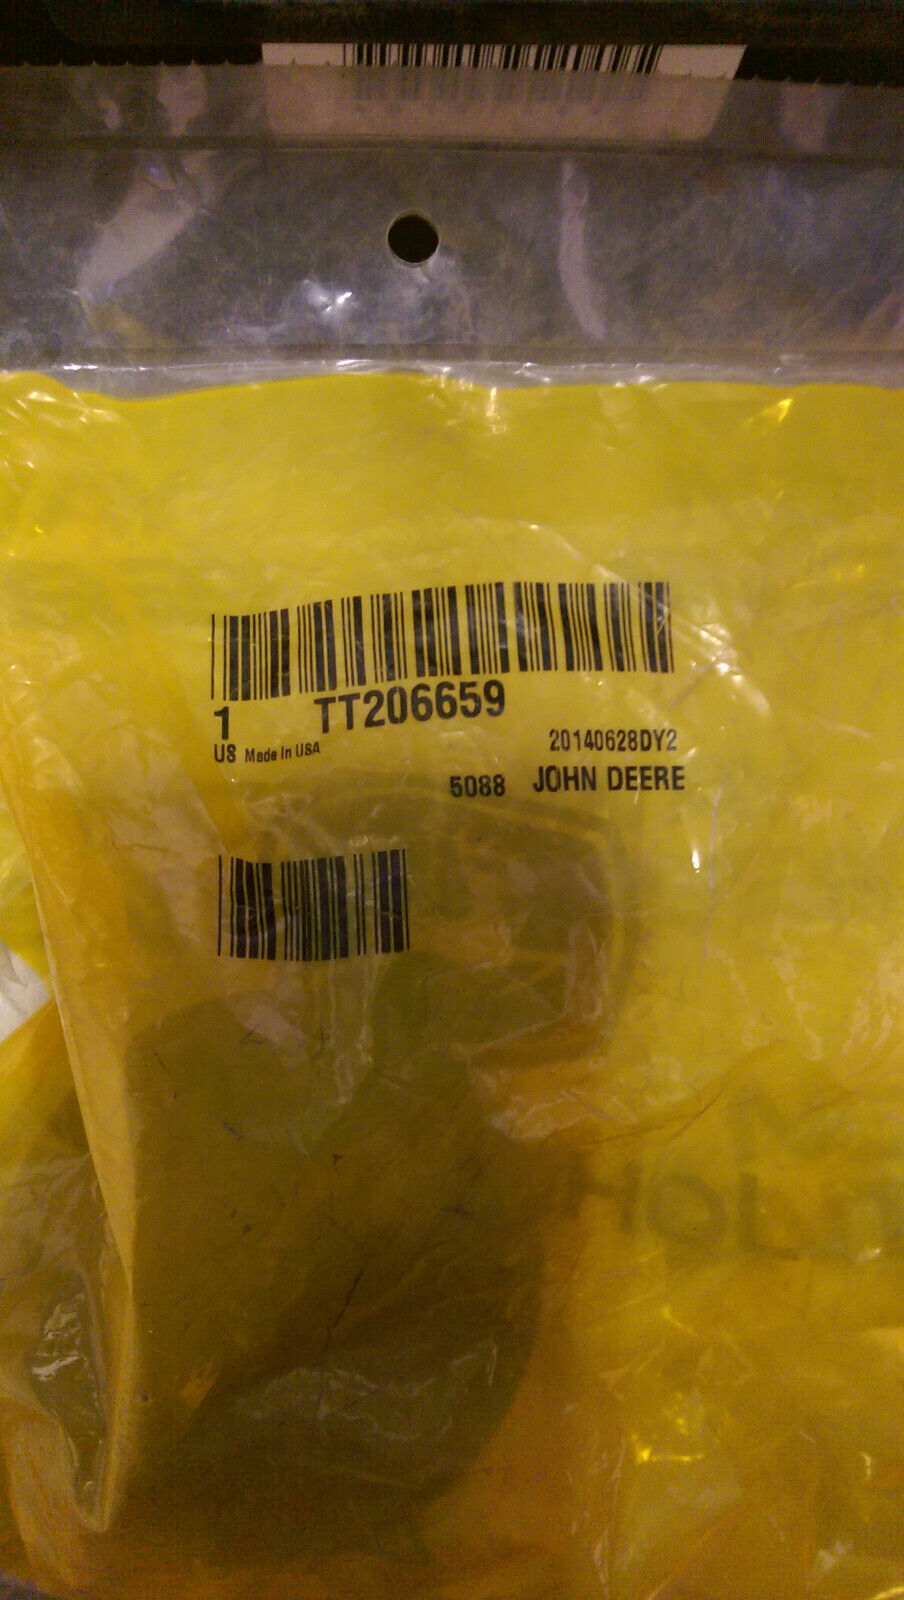 1 TT206659
US Made In USA 20140628DY2
5088 JOHN DEERE